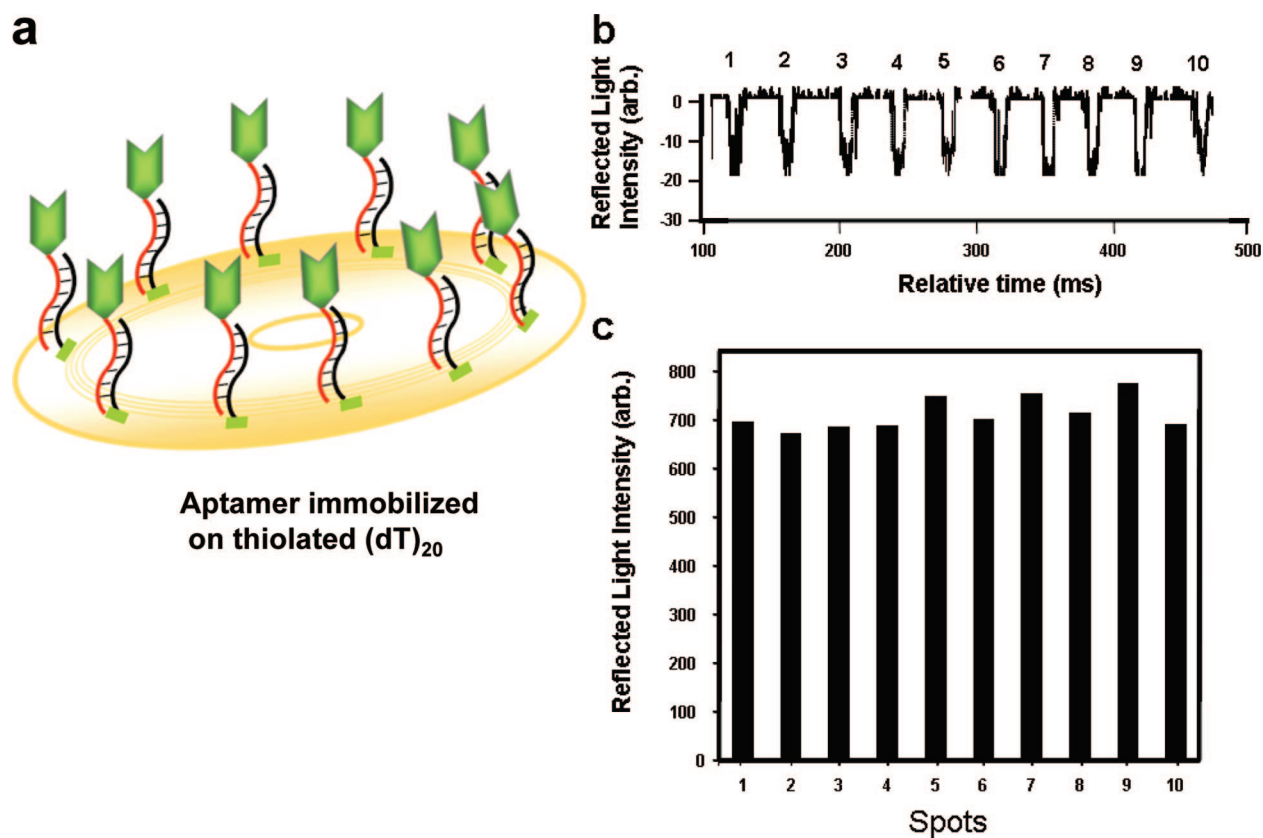 a
Aptamer immobilized
on thiolated (dT)20
b
1 2 3 4 5 6 7 8 9 10
Reflected Light
Intensity (arb.)
0
-10
-20
-30
100 200 300 400 500
Relative time (ms)
c
Reflected Light Intensity (arb.)
800
700
600
500
400
300
200
100
0
1 2 3 4 5 6 7 8 9 10
Spots